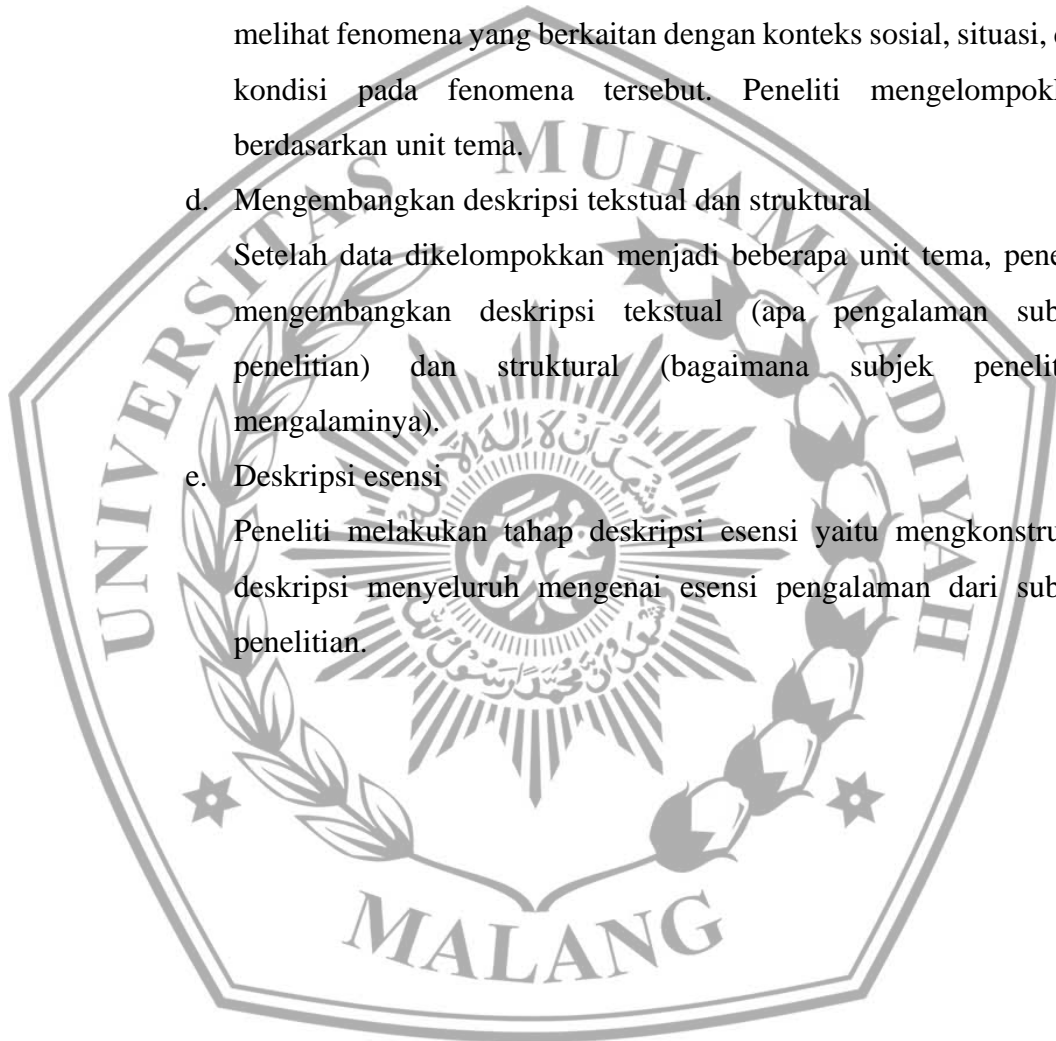 melihat fenomena yang berkaitan dengan konteks sosial, situasi,
kondisi pada fenomena tersebut. Peneliti
berdasarkan unit tema.
d. Mengembangkan deskripsi tekstual dan struktural
Setelah data dikelompokkan menjadi beberapa unit tema,
mengembangkan deskripsi tekstual (apa pengalaman
penelitian) dan struktural (bagaimana subjek
mengalaminya).
e. Deskripsi esensi
Peneliti melakukan tahap deskripsi esensi yaitu
deskripsi menyeluruh mengenai esensi pengalaman dari
penelitian.
UNIVERSITAS MUHAMMADIYAH
MALANG